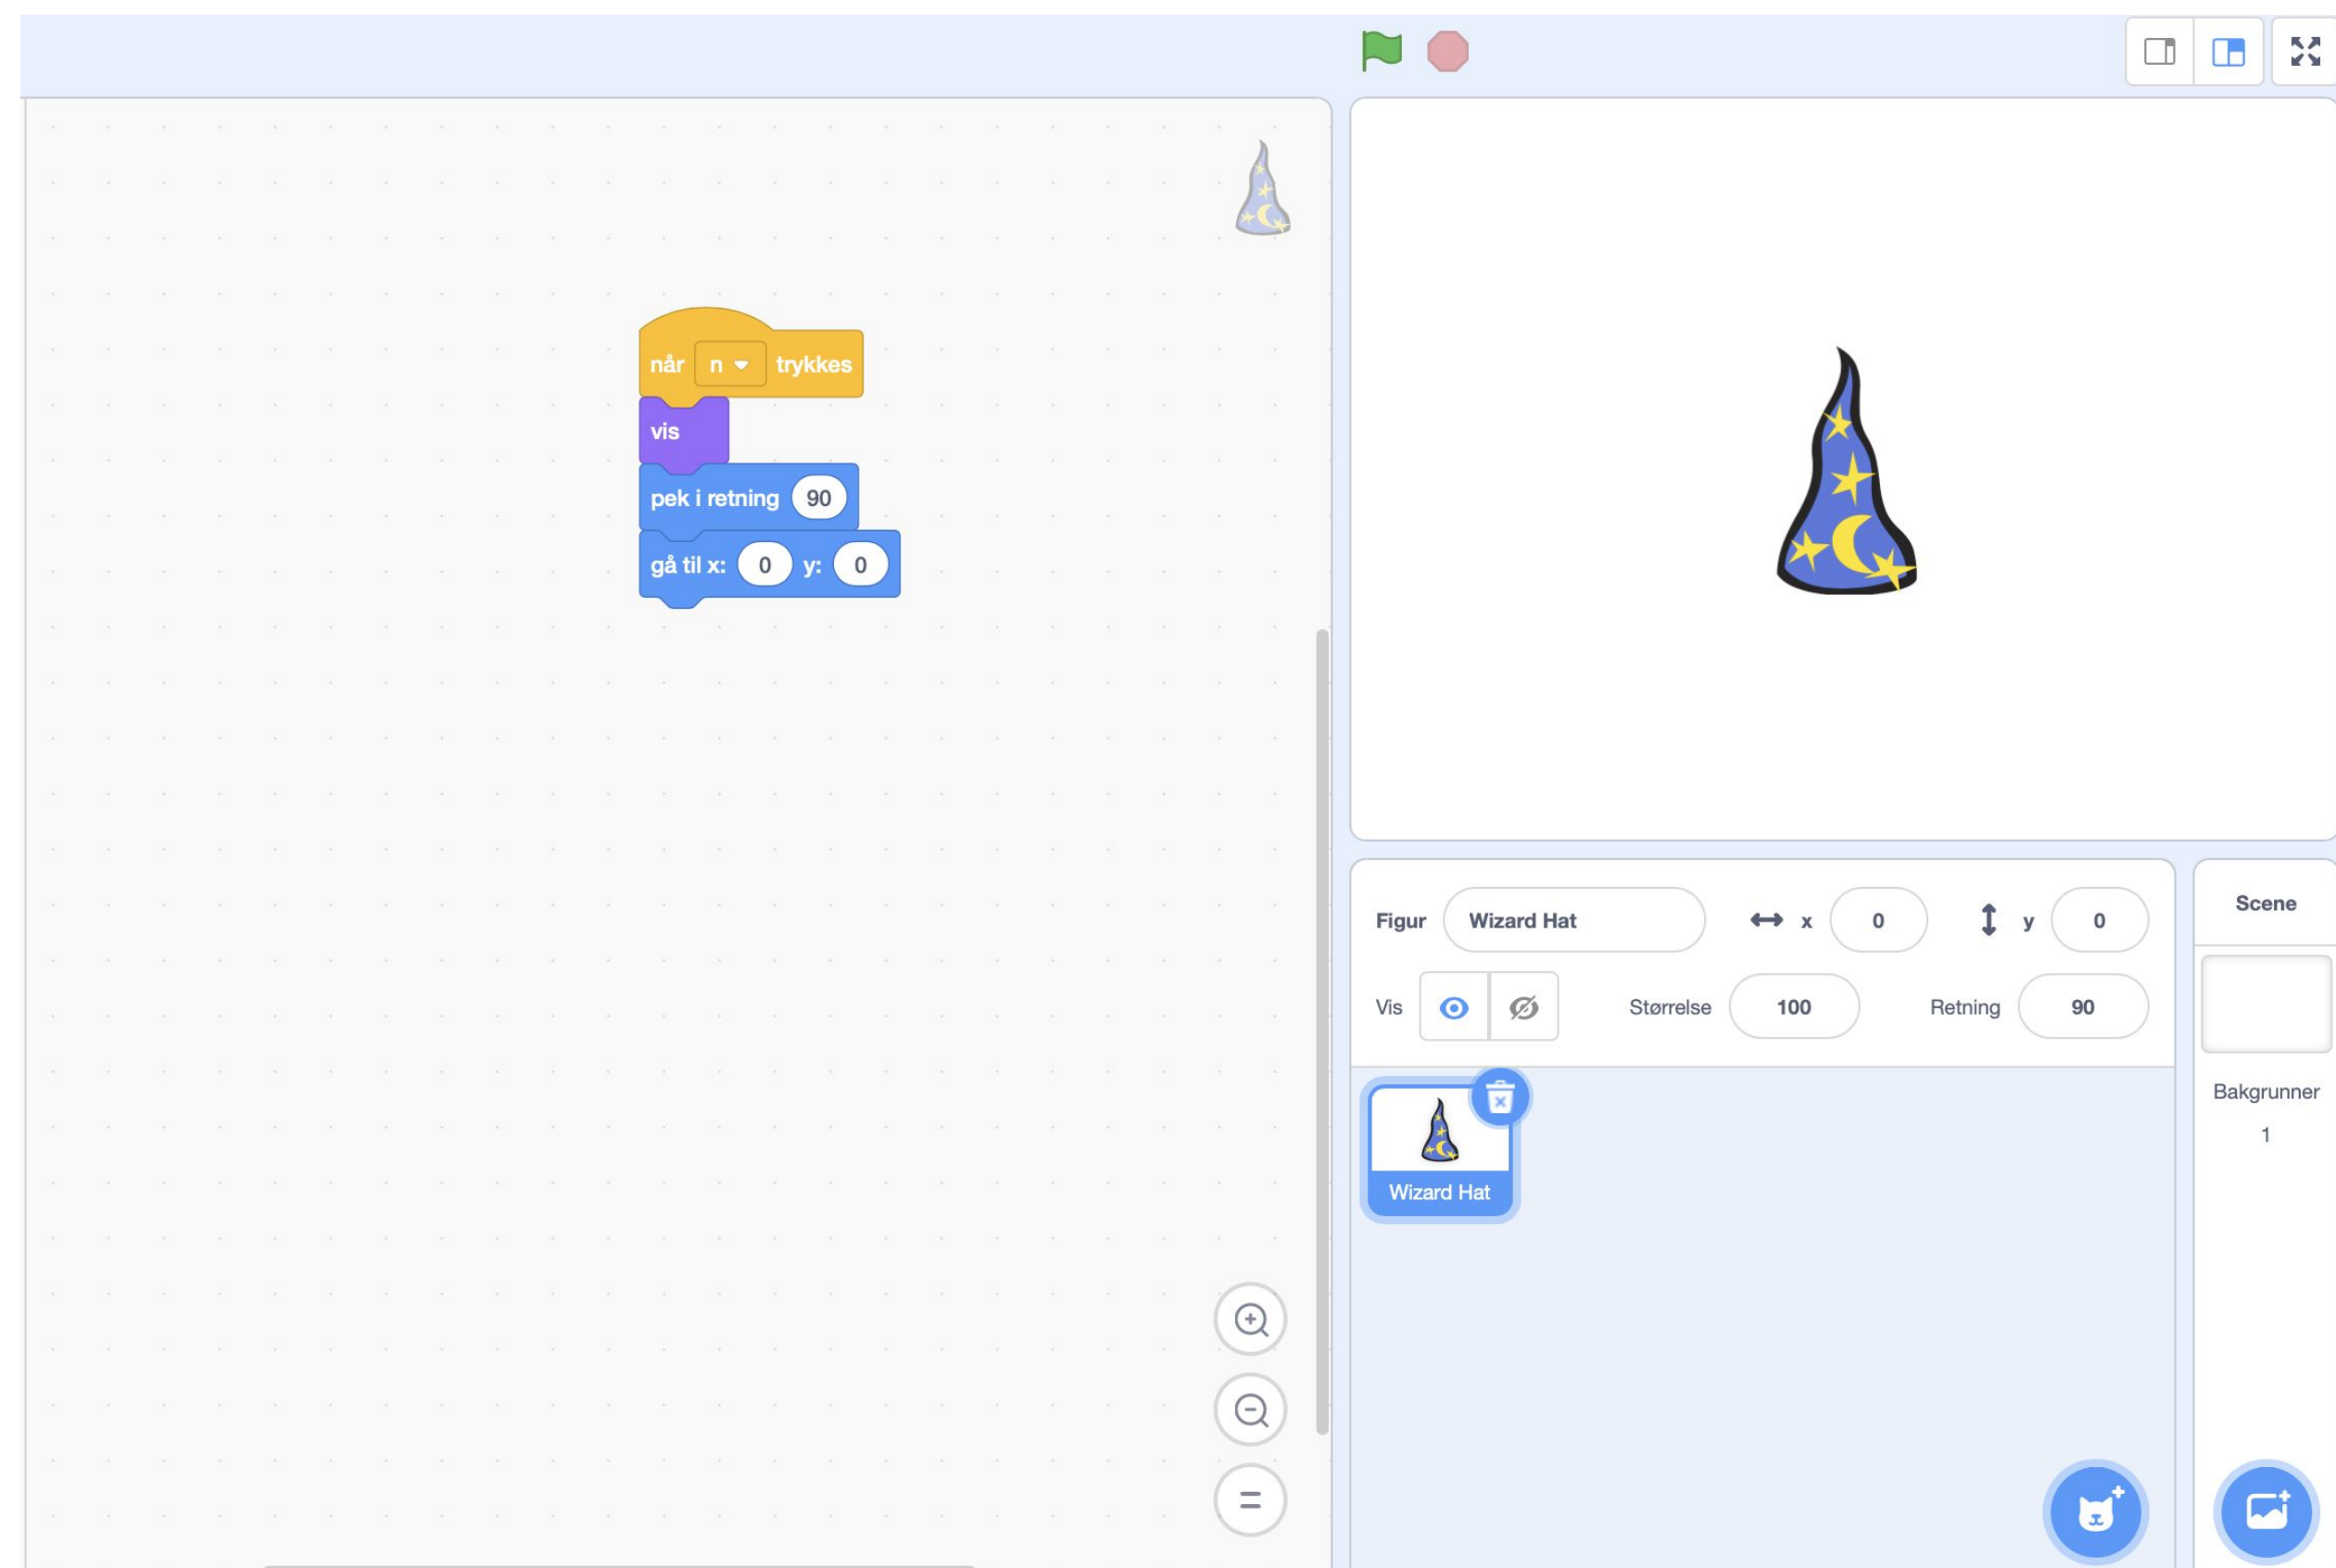 når n trykkes
vis
pek i retning 90
gå til x: 0 y: 0
Figur Wizard Hat x 0 y 0
Vis Størrelse 100 Retning 90
Wizard Hat
Scene
Bakgrunner
1